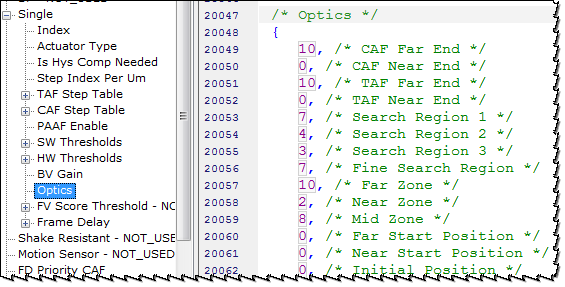 Single
Index
Actuator Type
Is Hys Comp Needed
Step Index Per Um
TAF Step Table
CAF Step Table
PAAF Enable
SW Thresholds
HW Thresholds
BV Gain
Optics
FV Score Threshold - NO
Frame Delay
Shake Resistant - NOT_USE
Motion Sensor - NOT_USED
FD Priority CAF
20047 /* Optics */
20048 {
20049 10, /* CAF Far End */
20050 0, /* CAF Near End */
20051 10, /* TAF Far End */
20052 0, /* TAF Near End */
20053 7, /* Search Region 1 */
20054 4, /* Search Region 2 */
20055 3, /* Search Region 3 */
20056 7, /* Fine Search Region */
20057 10, /* Far Zone */
20058 2, /* Near Zone */
20059 8, /* Mid Zone */
20060 0, /* Far Start Position */
20061 0, /* Near Start Position */
20062 0, /* Initial Position */